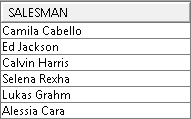 SALESMAN
Camila Cabello
Ed Jackson
Calvin Harris
Selena Rexha
Lukas Grahm
Alessia Cara